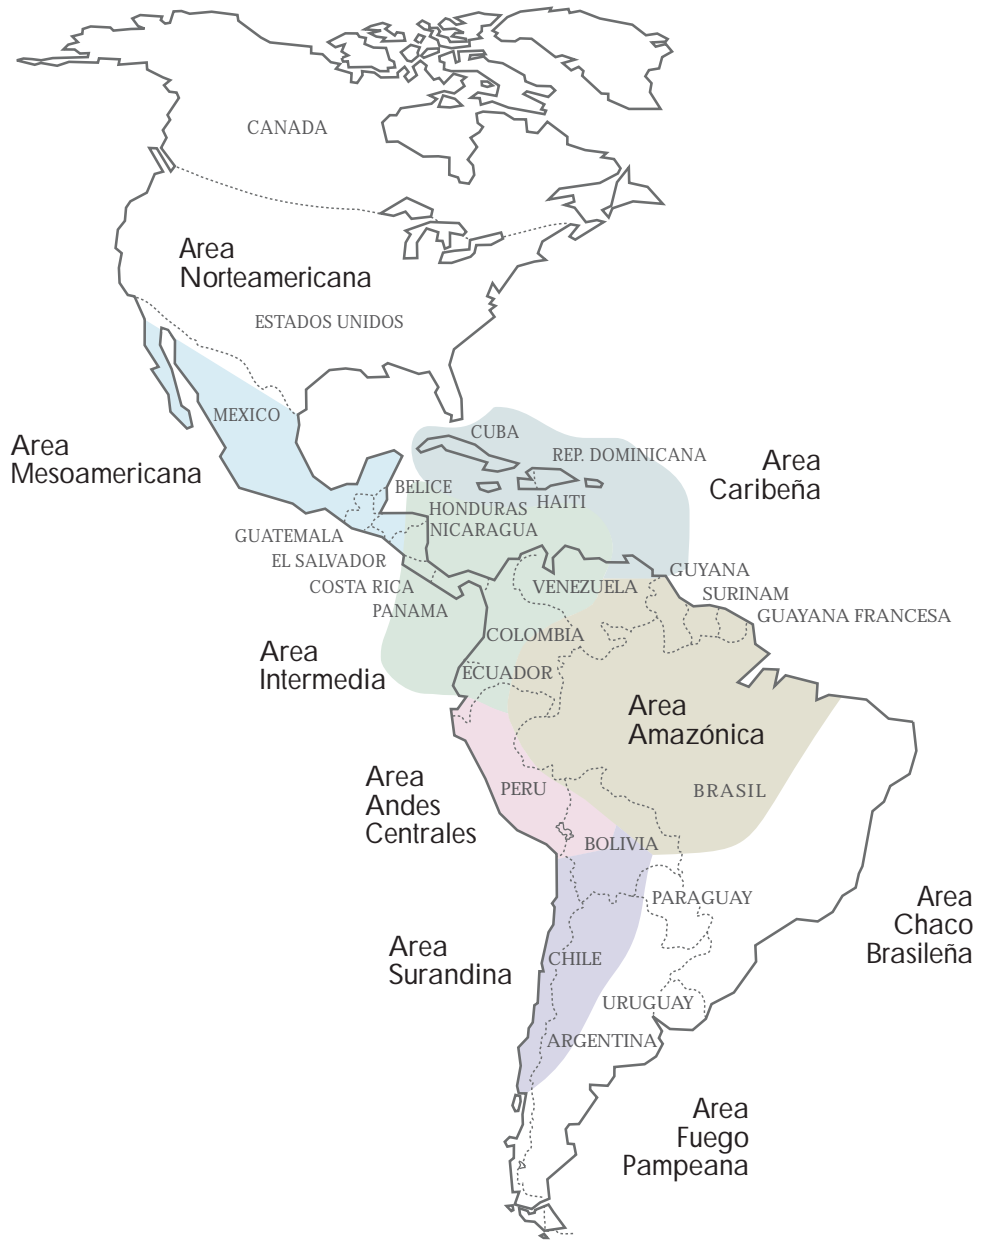 CANADA
Area
Norteamericana
ESTADOS UNIDOS
MEXICO
Area
Mesoamericana
CUBA
REP. DOMINICANA
Area
Caribeña
BELICE
HAITI
HONDURAS
NICARAGUA
GUATEMALA
EL SALVADOR
COSTA RICA
PANAMA
VENEZUELA
GUYANA
SURINAM
GUAYANA FRANCESA
COLOMBIA
Area
Intermedia
ECUADOR
Area
Amazónica
Area
Andes
Centrales
PERU
BRASIL
BOLIVIA
PARAGUAY
Area
Chaco
Brasileña
Area
Surandina
CHILE
URUGUAY
ARGENTINA
Area
Fuego
Pampeana